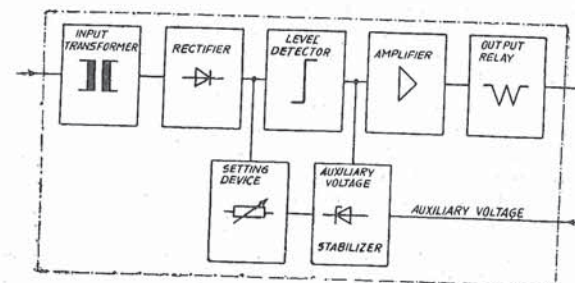 INPUT
TRANSFORMER
RECTIFIER
LEVEL
DETECTOR
AMPLIFIER
OUTPUT
RELAY
SETTING
DEVICE
AUXILIARY
VOLTAGE
STABILIZER
AUXILIARY VOLTAGE